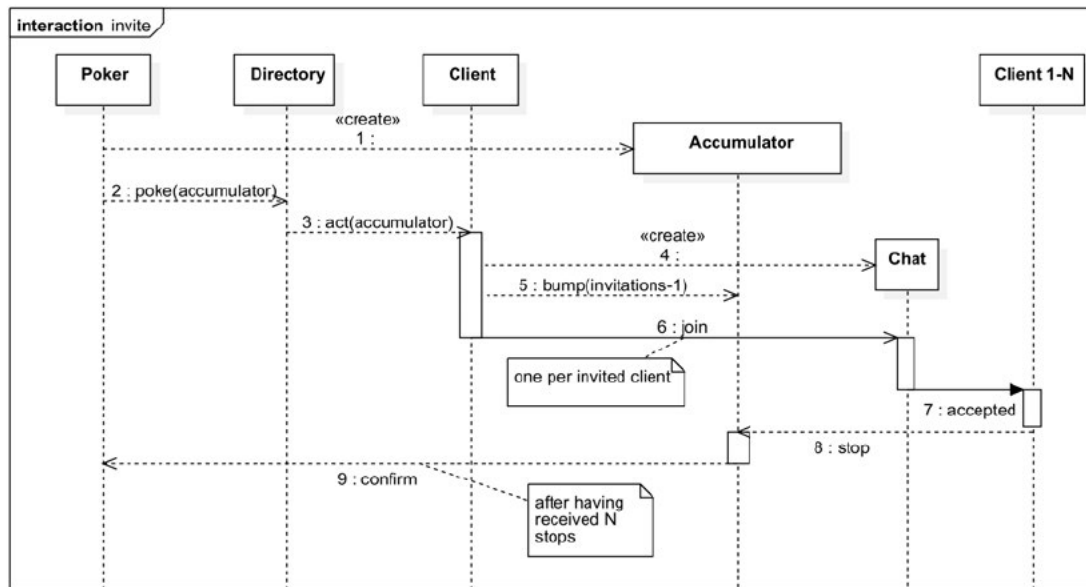 interaction invite
Poker
Directory
Client
Client 1-N
«create»
1 :
Accumulator
2 : poke(accumulator)
3 : act(accumulator)
«create»
4 :
Chat
5 : bump(invitations-1)
6 : join
one per invited client
7 : accepted
8 : stop
9 : confirm
after having
received N
stops